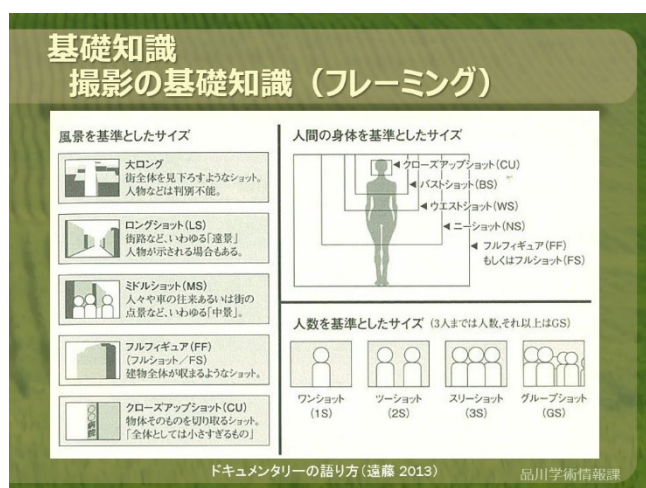 基礎知識
撮影の基礎知識（フレーミング）
風景を基準としたサイズ
大ロング
街全体を見下ろすようなショット。
人物などは判別不能。
ロングショット(LS)
街路など、いわゆる「遠景」
人物が示される場合もある。
ミドルショット(MS)
人々や車の往来あるいは街の
点景など、いわゆる「中景」。
フルフィギュア(FF)
(フルショット／FS)
建物全体が収まるようなショット。
病院
クローズアップショット(CU)
物体そのものを切り取るショット。
「全体としては小さすぎるもの」
人間の身体を基準としたサイズ
クローズアップショット(CU)
バストショット(BS)
ウエストショット(WS)
ニーショット(NS)
フルフィギュア(FF)
もしくはフルショット(FS)
人数を基準としたサイズ (3人までは人数、それ以上はGS)
ワンショット
(1S)
ツーショット
(2S)
スリーショット
(3S)
グループショット
(GS)
ドキュメンタリーの語り方(遠藤 2013)
品川学術情報課